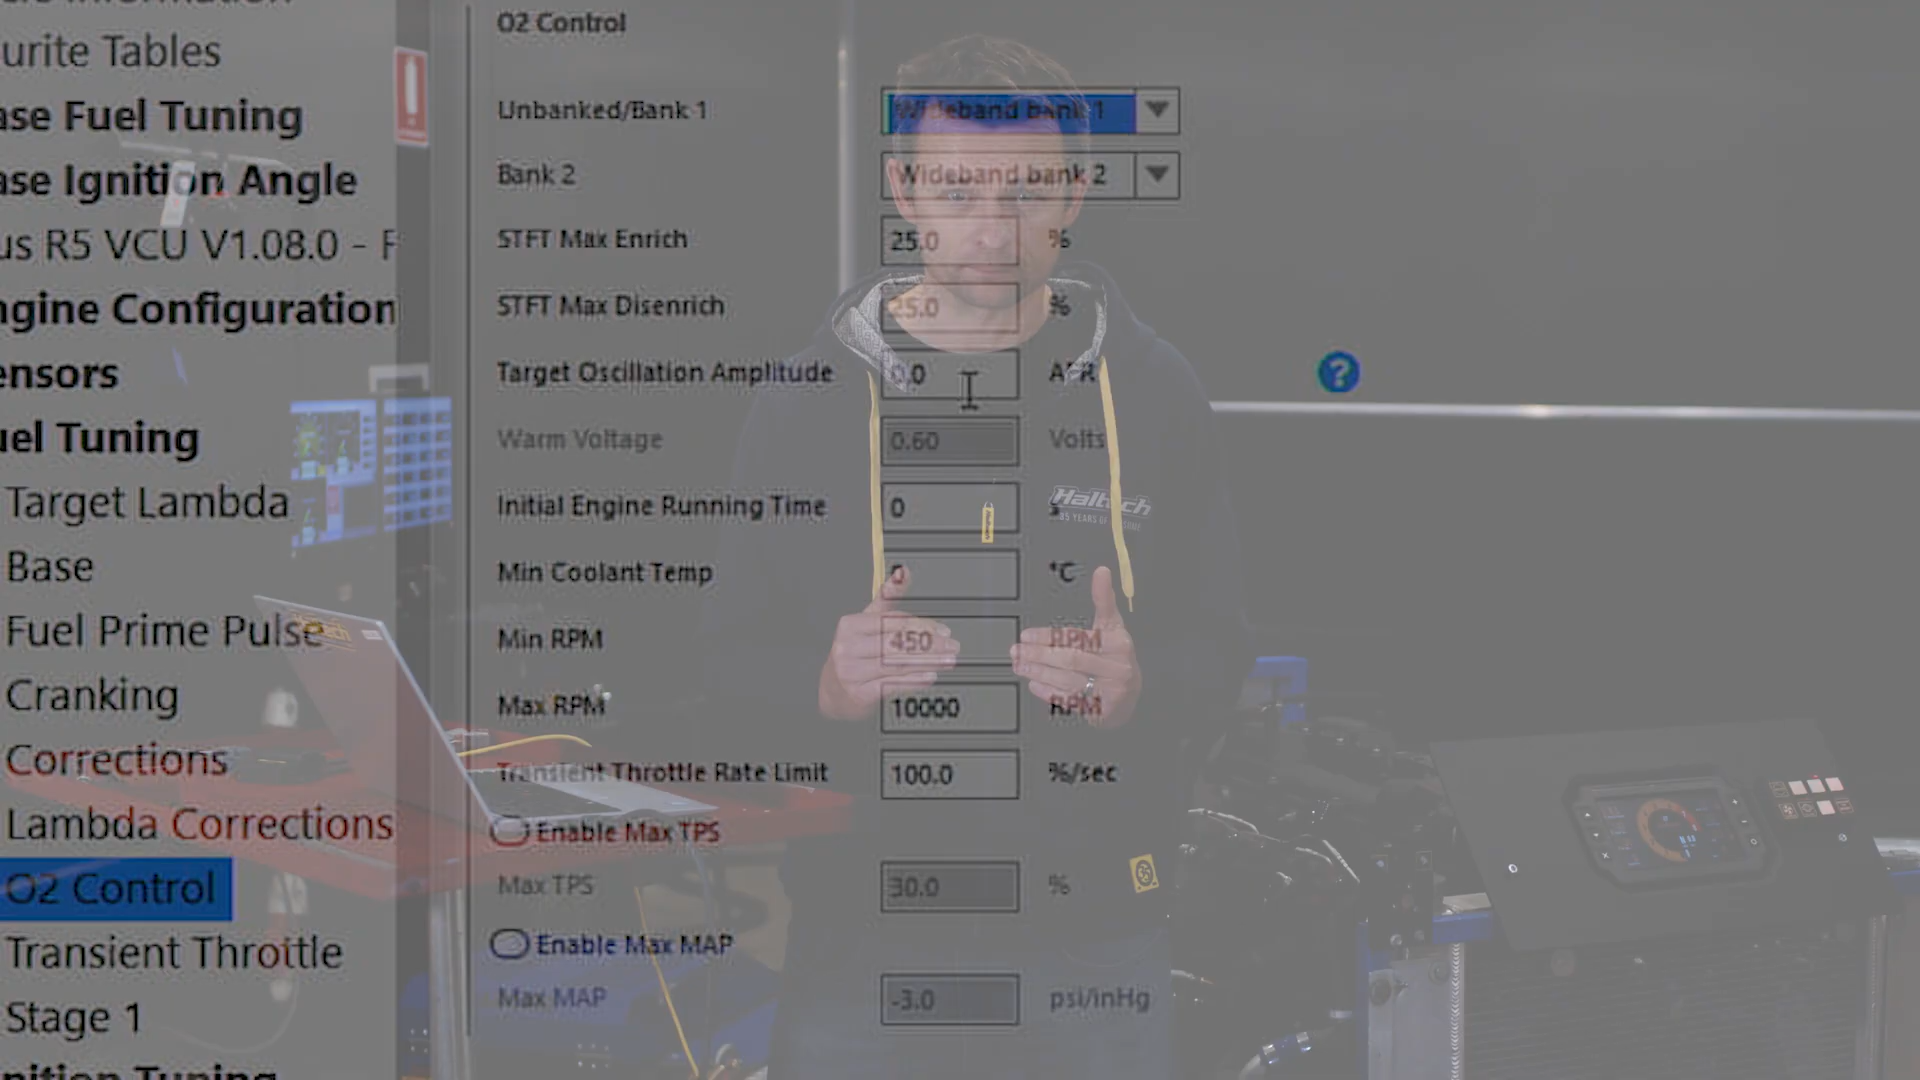 urite Tables
ase Fuel Tuning
ase Ignition Angle
us R5 VCU V1.08.0 - F
ngine Configuration
ensors
uel Tuning
Target Lambda
Base
Fuel Prime Pulse
Cranking
Corrections
Lambda Corrections
O2 Control
Transient Throttle
Stage 1
nition Tuning
O2 Control
Unbanked/Bank 1 Wideband bank 1
Bank 2 Wideband bank 2
STFT Max Enrich 25.0 %
STFT Max Disenrich 25.0 %
Target Oscillation Amplitude 0.0 AFR
Warm Voltage 0.60 Volts
Initial Engine Running Time 0 s
Min Coolant Temp 0 °C
Min RPM 450 RPM
Max RPM 10000 RPM
Transient Throttle Rate Limit 100.0 %/sec
Enable Max TPS
Max TPS 30.0 %
Enable Max MAP
Max MAP -3.0 psi/inHg
?
Haltech